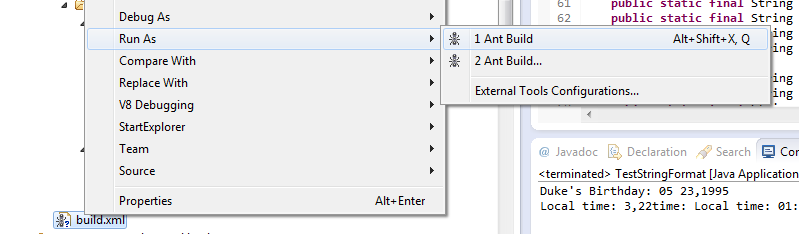 Debug As
Run As
Compare With
Replace With
V8 Debugging
StartExplorer
Team
Source
Properties Alt+Enter
1 Ant Build Alt+Shift+X, Q
2 Ant Build...
External Tools Configurations...
build.xml
61 public static final String
62 public static final String
@ Javadoc Declaration Search Con
<terminated> TestStringFormat [Java Application
Duke's Birthday: 05 23,1995
Local time: 3,22time: Local time: 01: